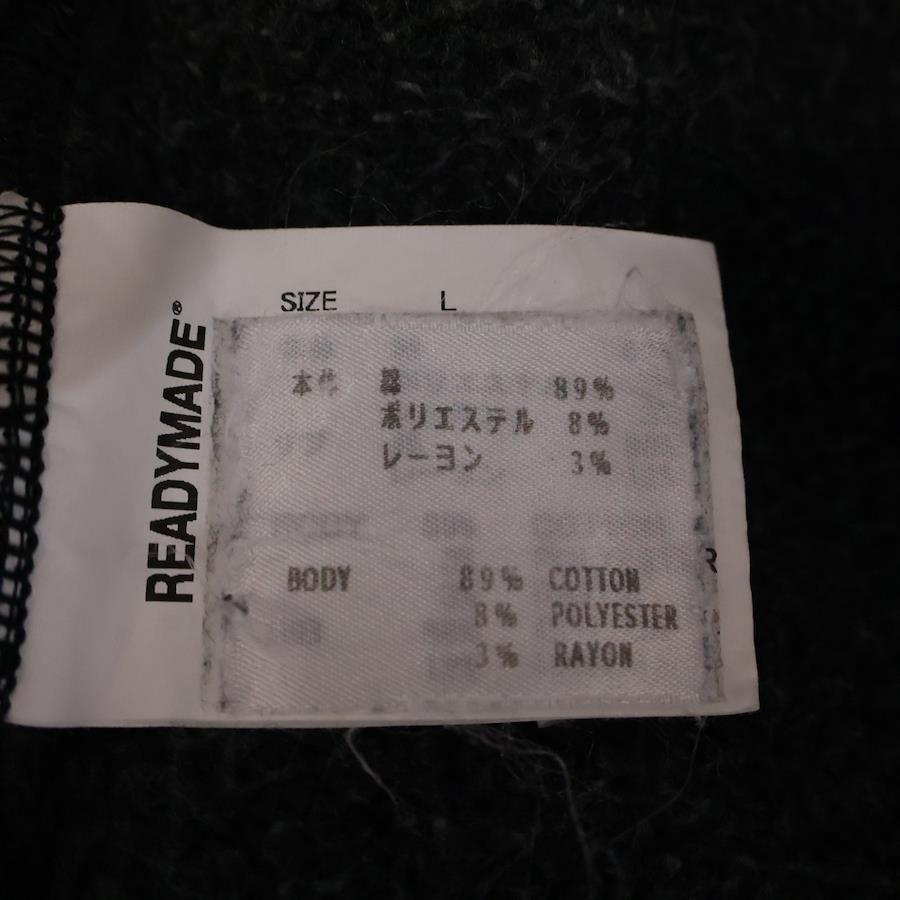 READYMADE®
SIZE L
本体 綿 89%
ポリエステル 8%
レーヨン 3%
BODY 89% COTTON
8% POLYESTER
3% RAYON
R